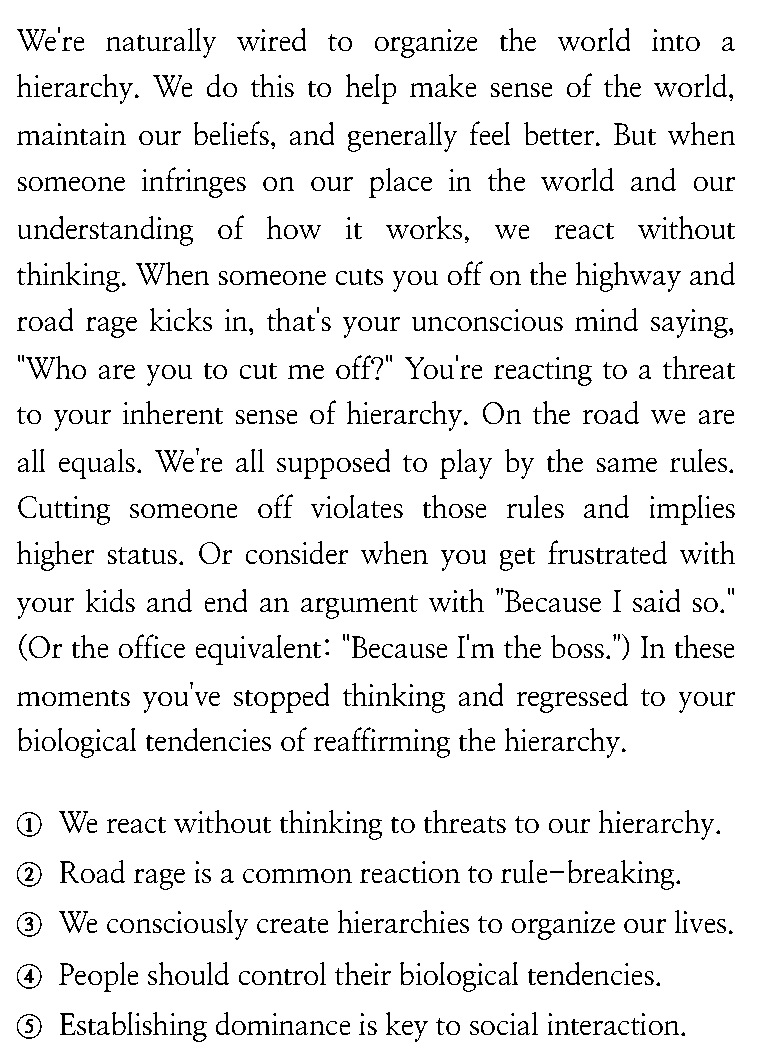 We're naturally wired to organize the world into a
hierarchy. We do this to help make sense of the world,
maintain our beliefs, and generally feel better. But when
someone infringes on our place in the world and our
understanding of how it works, we react without
thinking. When someone cuts you off on the highway and
road rage kicks in, that's your unconscious mind saying,
"Who are you to cut me off?" You're reacting to a threat
to your inherent sense of hierarchy. On the road we are
all equals. We're all supposed to play by the same rules.
Cutting someone off violates those rules and implies
higher status. Or consider when you get frustrated with
your kids and end an argument with "Because I said so."
(Or the office equivalent: "Because I'm the boss.") In these
moments you've stopped thinking and regressed to your
biological tendencies of reaffirming the hierarchy.
① We react without thinking to threats to our hierarchy.
② Road rage is a common reaction to rule-breaking.
③ We consciously create hierarchies to organize our lives.
④ People should control their biological tendencies.
⑤ Establishing dominance is key to social interaction.